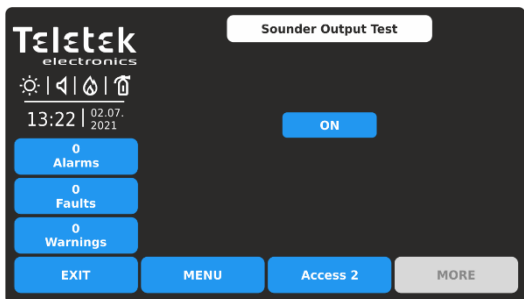 Teletek
electronics
Sounder Output Test
13:22 | 02.07.
2021
ON
0
Alarms
0
Faults
0
Warnings
EXIT
MENU
Access 2
MORE